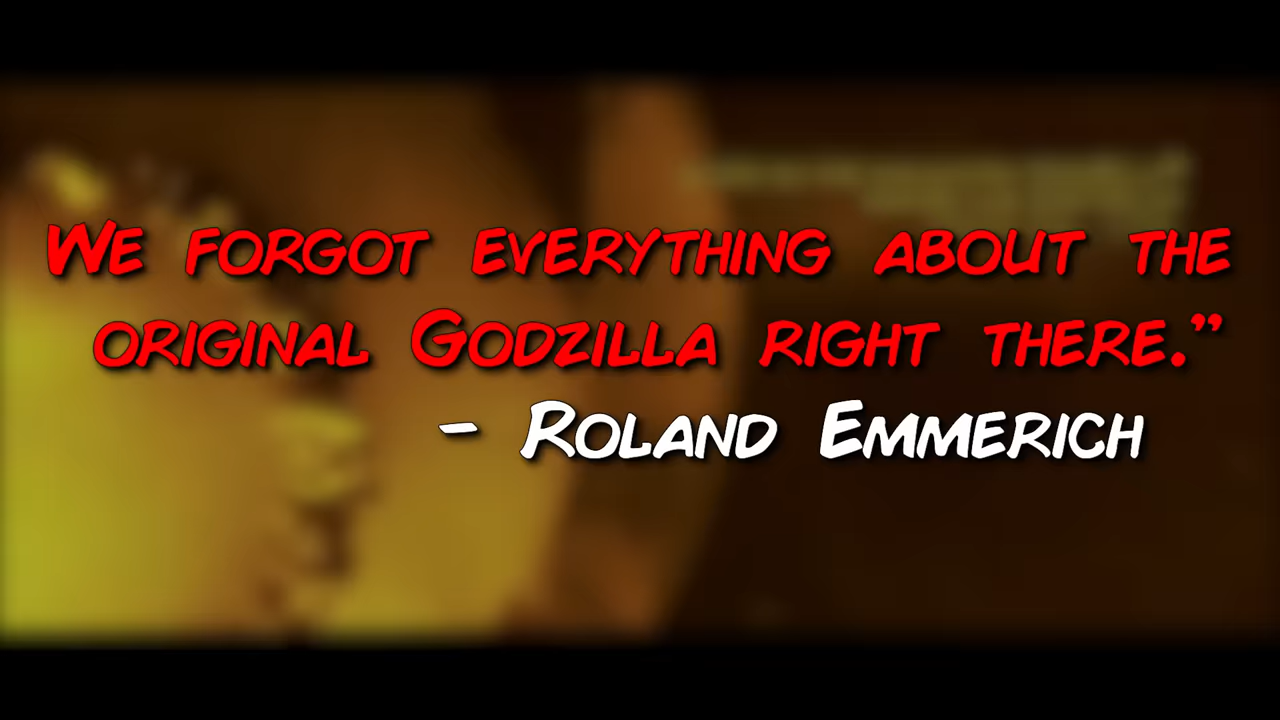 We forgot everything about the
original Godzilla right there.”
- Roland Emmerich